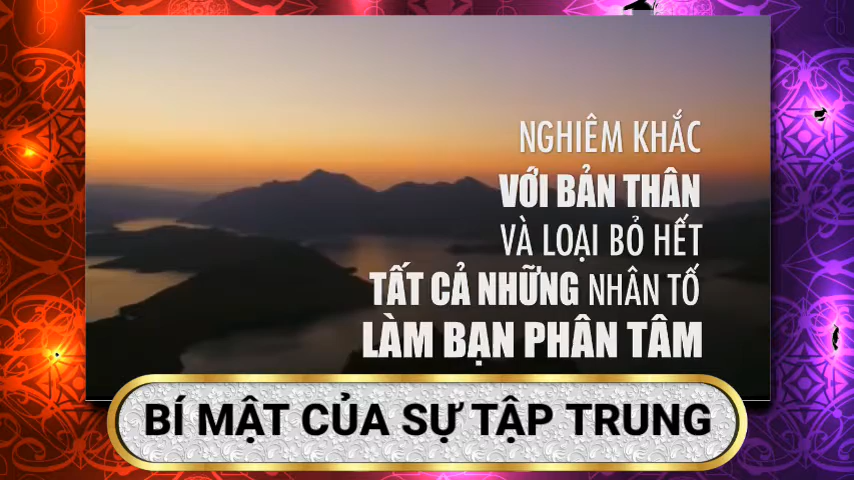 NGHIÊM KHẮC
VỚI BẢN THÂN
VÀ LOẠI BỎ HẾT
TẤT CẢ NHỮNG NHÂN TỐ
LÀM BẠN PHÂN TÂM
BÍ MẬT CỦA SỰ TẬP TRUNG